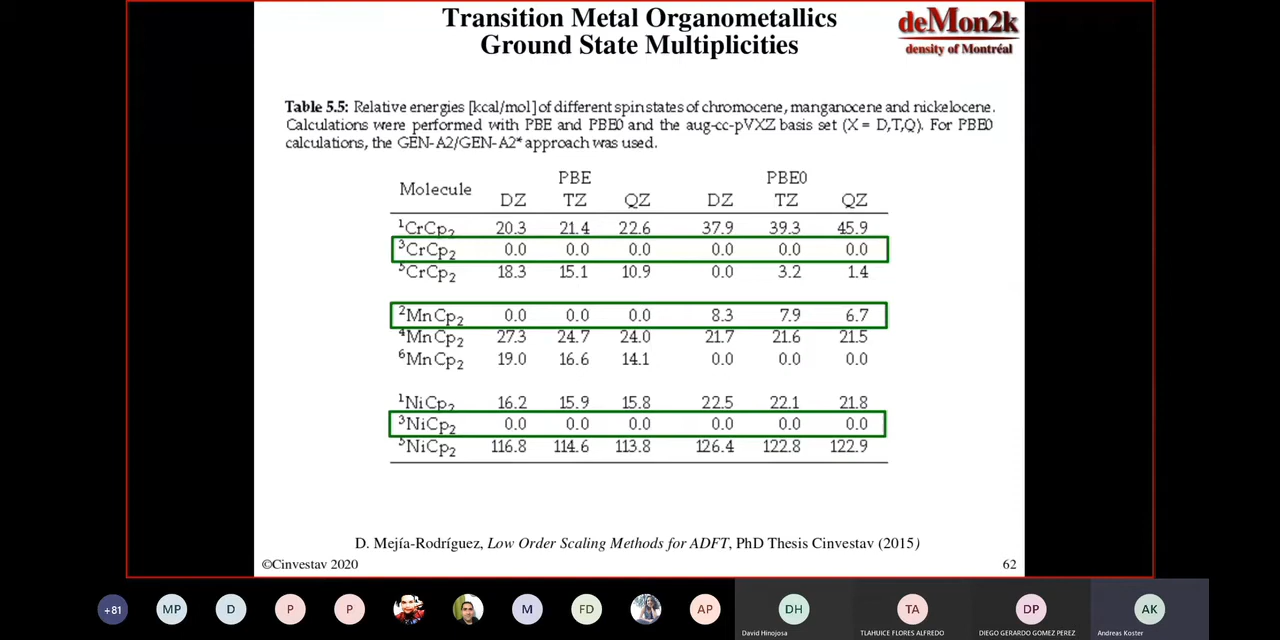 Transition Metal Organometallics
Ground State Multiplicities
deMon2k
density of Montréal
Table 5.5: Relative energies [kcal/mol] of different spin states of chromocene, manganocene and nickelocene.
Calculations were performed with PBE and PBE0 and the aug-cc-pVXZ basis set (X = D,T,Q). For PBE0
calculations, the GEN-A2/GEN-A2* approach was used.
Molecule PBE PBE0
DZ TZ QZ DZ TZ QZ
¹CrCp₂ 20.3 21.4 22.6 37.9 39.3 45.9
³CrCp₂ 0.0 0.0 0.0 0.0 0.0 0.0
⁵CrCp₂ 18.3 15.1 10.9 0.0 3.2 1.4
²MnCp₂ 0.0 0.0 0.0 8.3 7.9 6.7
⁴MnCp₂ 27.3 24.7 24.0 21.7 21.6 21.5
⁶MnCp₂ 19.0 16.6 14.1 0.0 0.0 0.0
¹NiCp₂ 16.2 15.9 15.8 22.5 22.1 21.8
³NiCp₂ 0.0 0.0 0.0 0.0 0.0 0.0
⁵NiCp₂ 116.8 114.6 113.8 126.4 122.8 122.9
D. Mejía-Rodríguez, Low Order Scaling Methods for ADFT, PhD Thesis Cinvestav (2015)
©Cinvestav 2020 62
+81 MP D P P M FD AP DH TA DP AK
David Hinojosa TLAHUICE FLORES ALFREDO DIEGO GERARDO GOMEZ PEREZ Andreas Koster